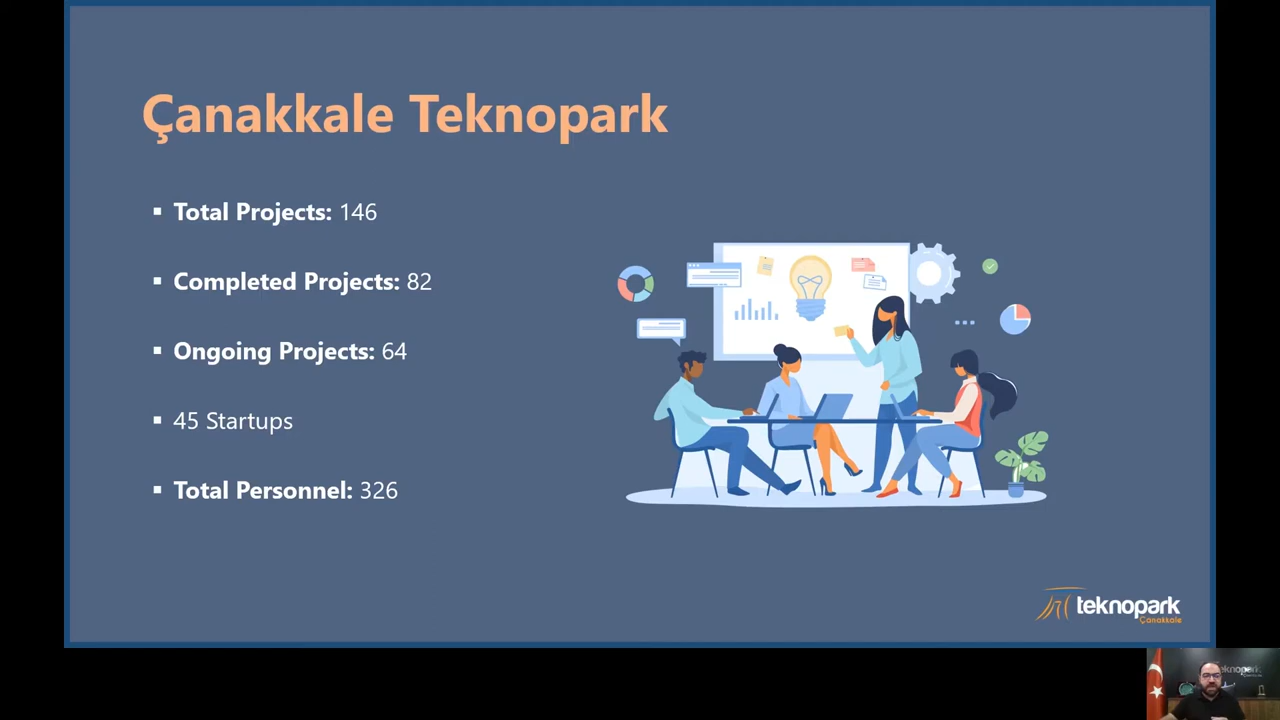 Çanakkale Teknopark
▪ Total Projects: 146
▪ Completed Projects: 82
▪ Ongoing Projects: 64
▪ 45 Startups
▪ Total Personnel: 326
teknopark
Çanakkale